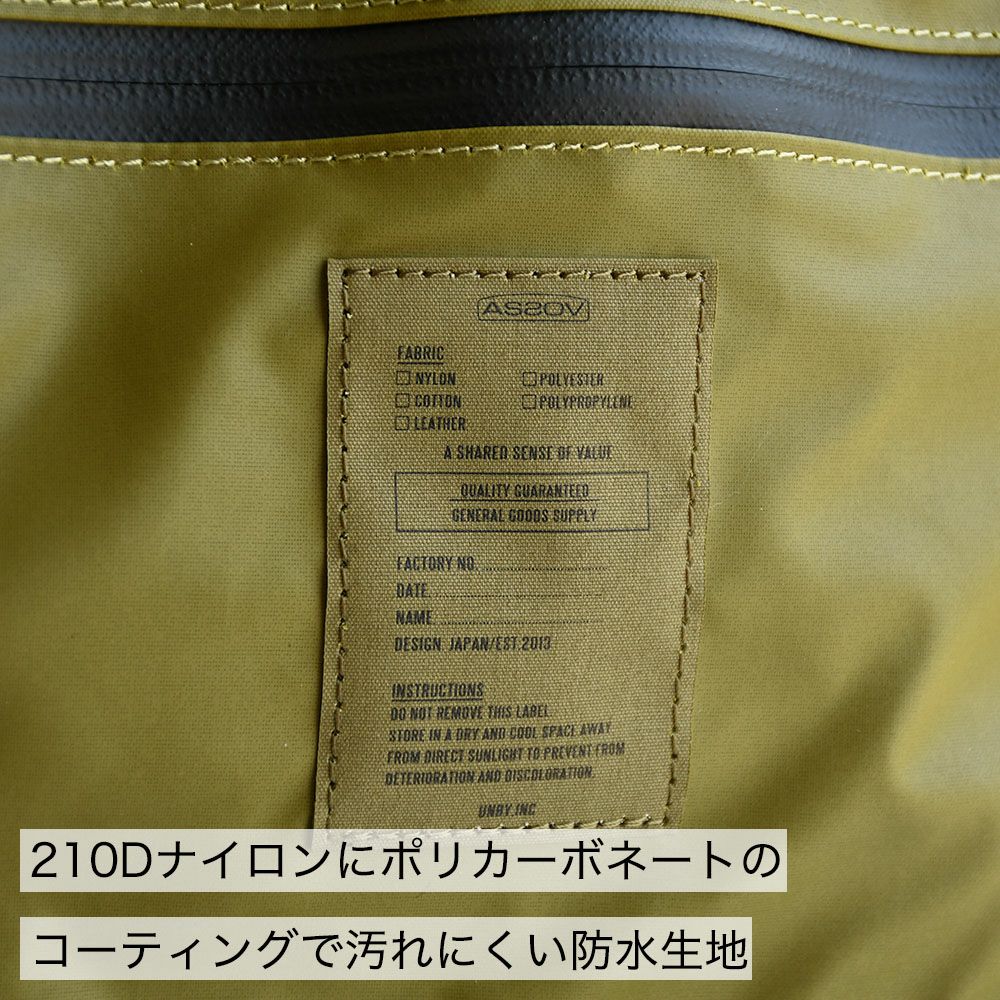 ASSOV
FABRIC
NYLON POLYESTER
COTTON POLYPROPYLENE
LEATHER
A SHARED SENSE OF VALUE
QUALITY GUARANTEED
GENERAL GOODS SUPPLY
FACTORY NO.
DATE.
NAME.
DESIGN. JAPAN/EST.2013
INSTRUCTIONS
DO NOT REMOVE THIS LABEL
STORE IN A DRY AND COOL SPACE AWAY
FROM DIRECT SUNLIGHT TO PREVENT FROM
DETERIORATION AND DISCOLORATION.
UNBY.INC
210Dナイロンにポリカーボネートの
コーティングで汚れにくい防水生地